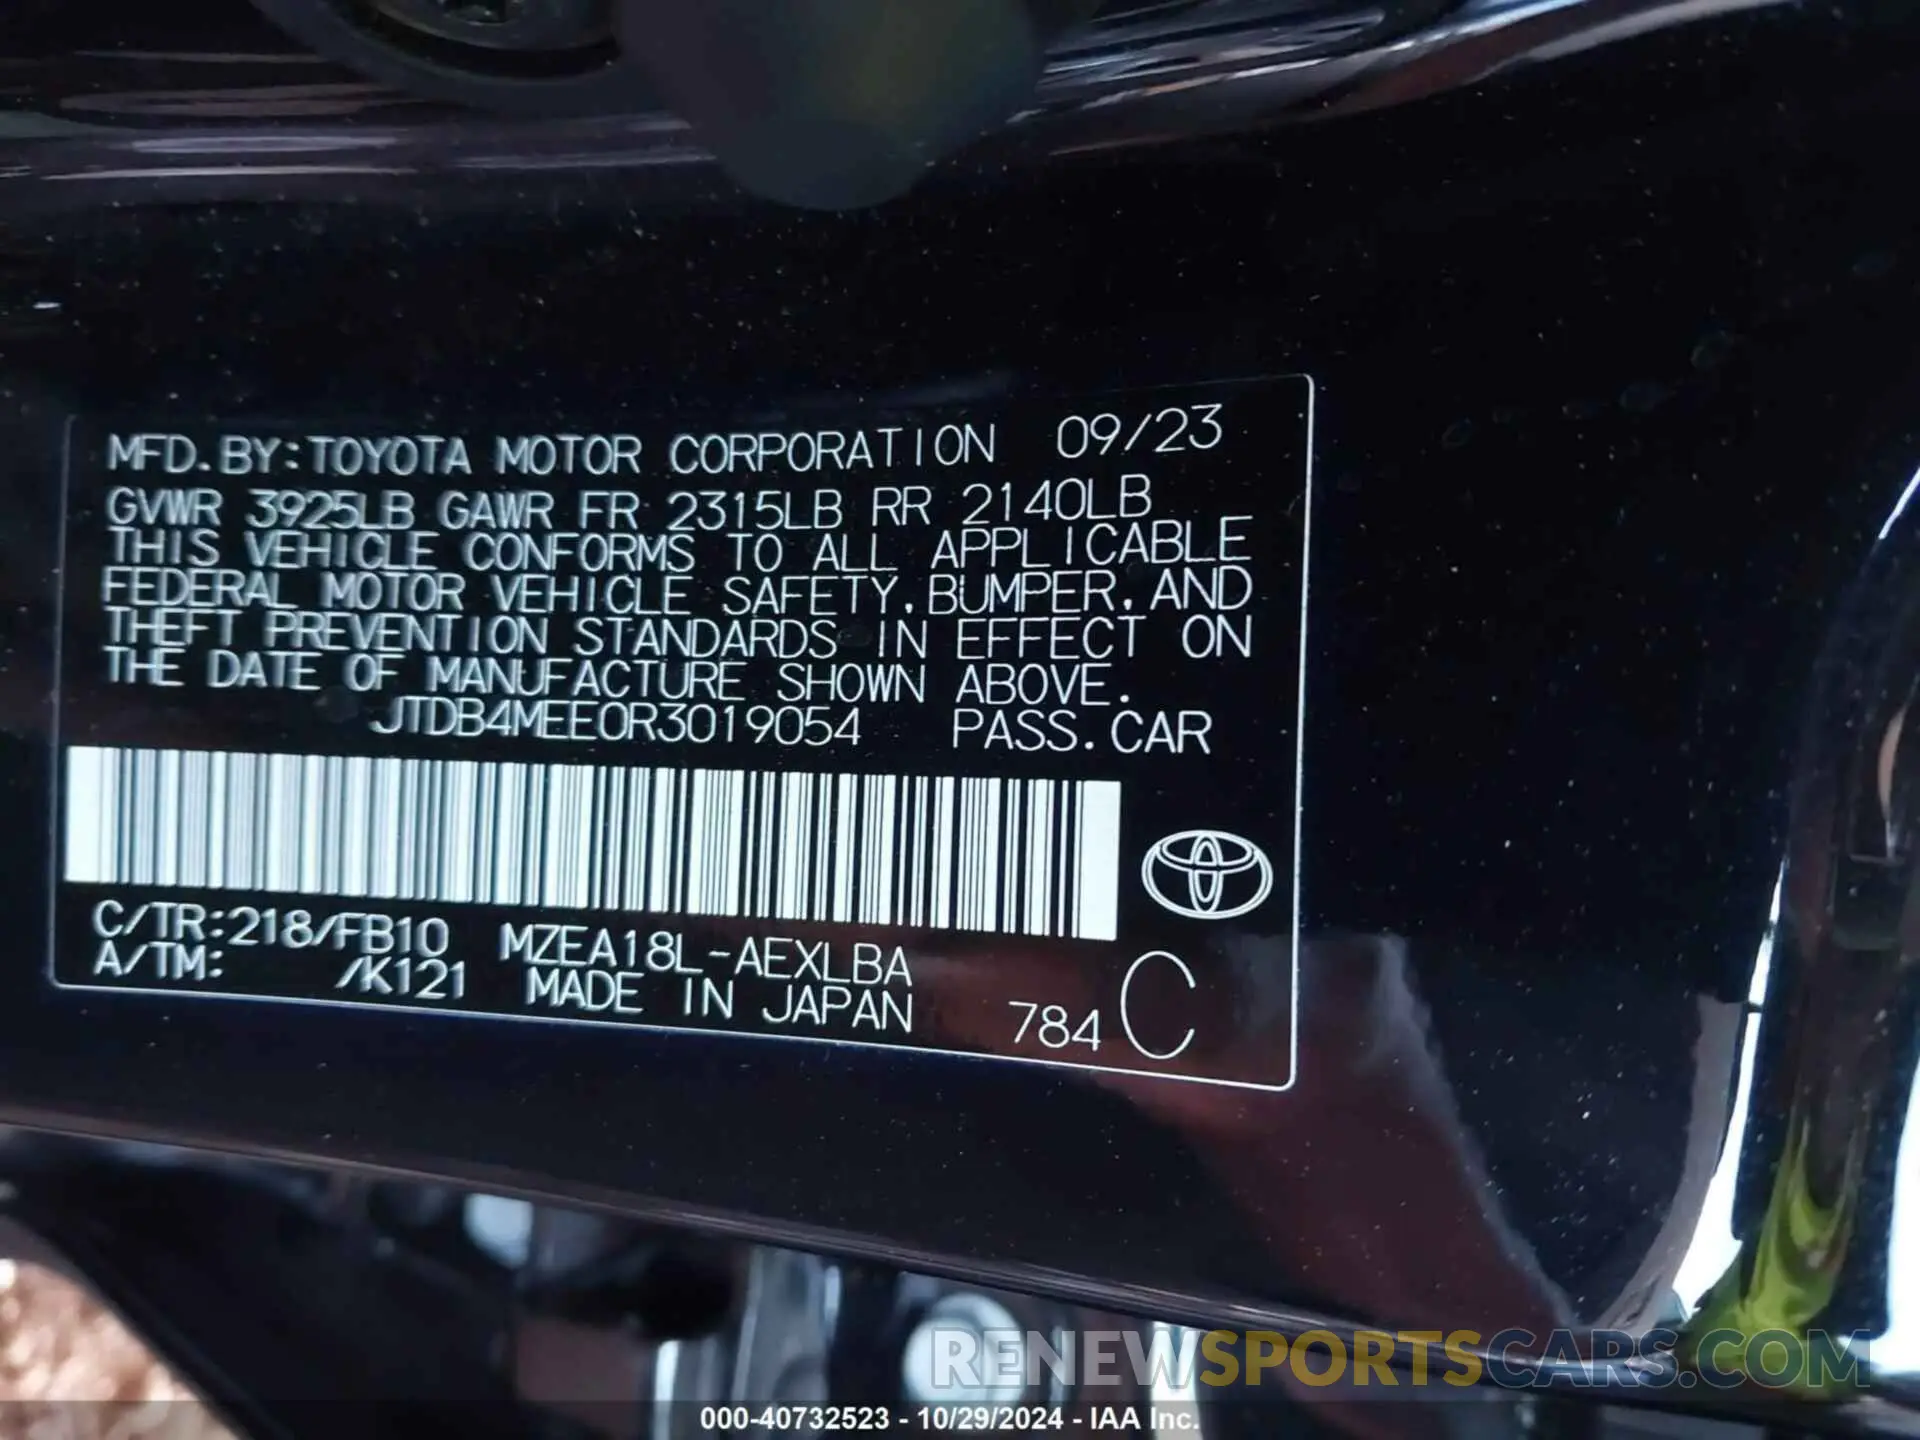 MFD. BY: TOYOTA MOTOR CORPORATION 09/23
GVWR 3925LB GAWR FR 2315LB RR 2140LB
THIS VEHICLE CONFORMS TO ALL APPLICABLE
FEDERAL MOTOR VEHICLE SAFETY, BUMPER, AND
THEFT PREVENTION STANDARDS IN EFFECT ON
THE DATE OF MANUFACTURE SHOWN ABOVE.
JTDB4MEE0R3019054 PASS. CAR
C/TR: 218/FB10 MZEA18L-AEXLBA
A/TM: /K121 MADE IN JAPAN 784 C
RENEWSPORTSCARS.COM
000-40732523 - 10/29/2024 - IAA Inc.